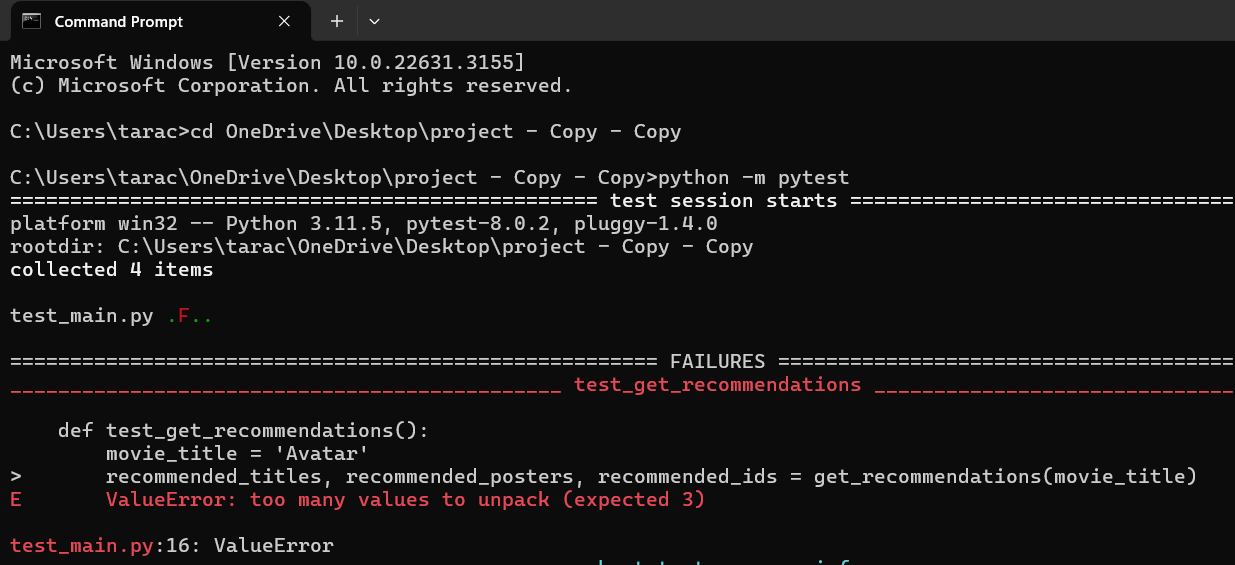 Command Prompt
Microsoft Windows [Version 10.0.22631.3155]
(c) Microsoft Corporation. All rights reserved.
C:\Users\tarac>cd OneDrive\Desktop\project - Copy - Copy
C:\Users\tarac\OneDrive\Desktop\project - Copy - Copy>python -m pytest
================================================= test session starts ================================
platform win32 -- Python 3.11.5, pytest-8.0.2, pluggy-1.4.0
rootdir: C:\Users\tarac\OneDrive\Desktop\project - Copy - Copy
collected 4 items
test_main.py .F..
====================================================== FAILURES ======================================
______________________________________________ test_get_recommendations ______________________________
def test_get_recommendations():
movie_title = 'Avatar'
> recommended_titles, recommended_posters, recommended_ids = get_recommendations(movie_title)
E ValueError: too many values to unpack (expected 3)
test_main.py:16: ValueError